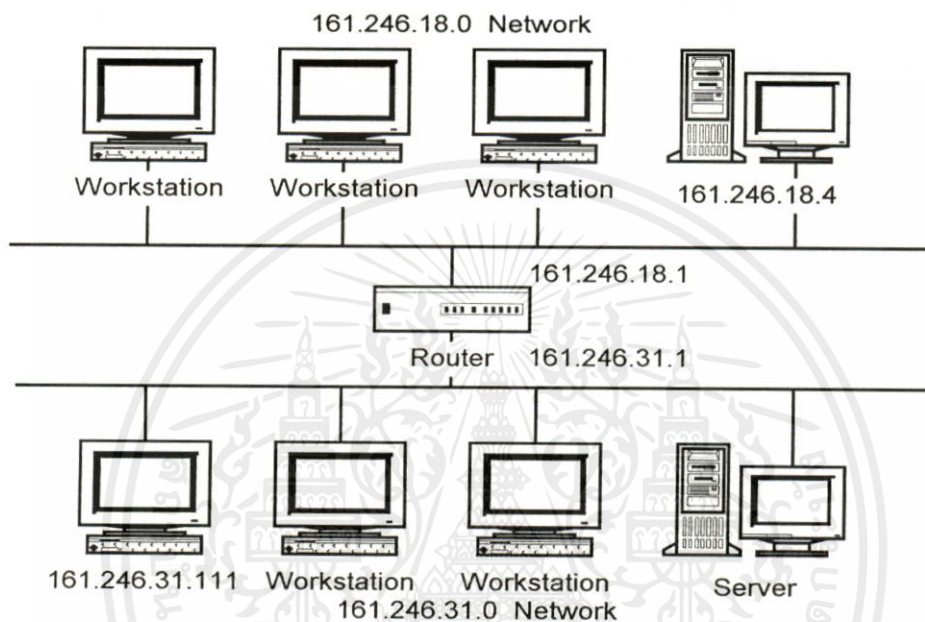 161.246.18.0 Network
Workstation Workstation Workstation
161.246.18.4
161.246.18.1
Router 161.246.31.1
161.246.31.111 Workstation Workstation Server
161.246.31.0 Network